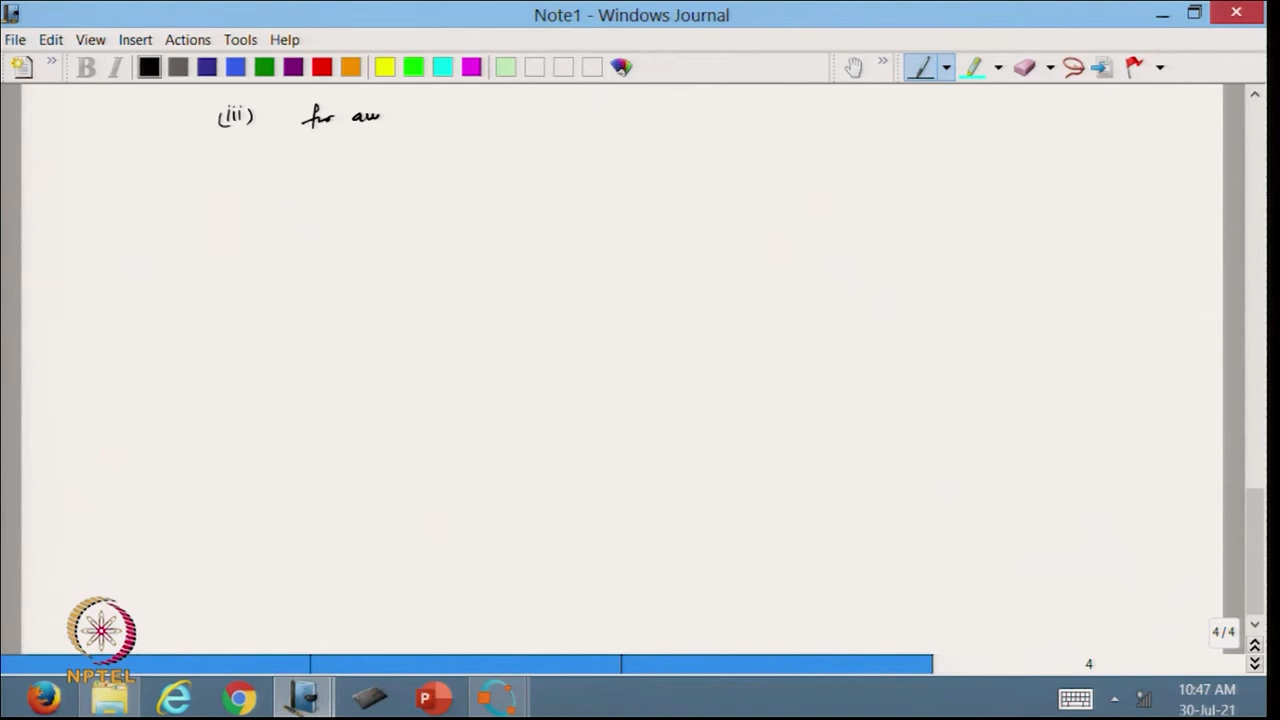 Note1 - Windows Journal
File Edit View Insert Actions Tools Help
(iii) for
4/4
4
NPTEL
10:47 AM
30-Jul-21